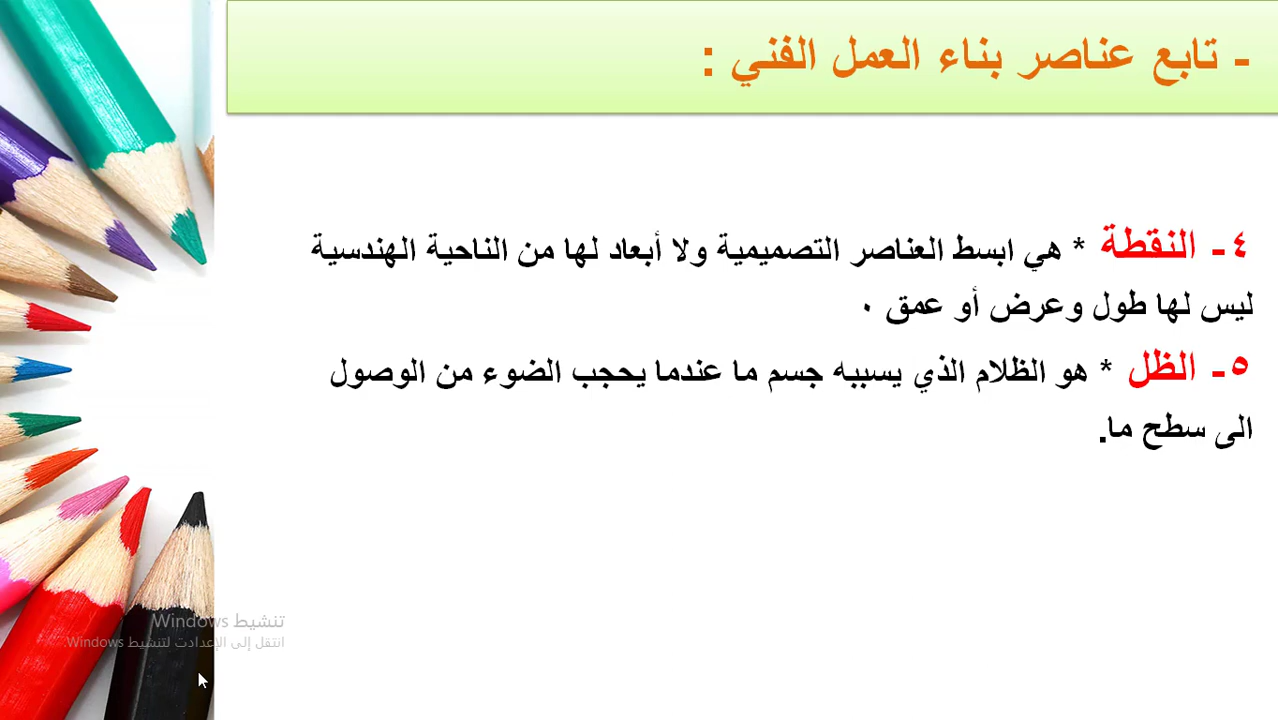 - تابع عناصر بناء العمل الفني :
٤- النقطة * هي ابسط العناصر التصميمية ولا أبعاد لها من الناحية الهندسية
ليس لها طول وعرض أو عمق ٠
٥- الظل * هو الظلام الذي يسببه جسم ما عندما يحجب الضوء من الوصول
الى سطح ما.
تنشيط Windows
انتقل إلى الإعدادت لتنشيط Windows.